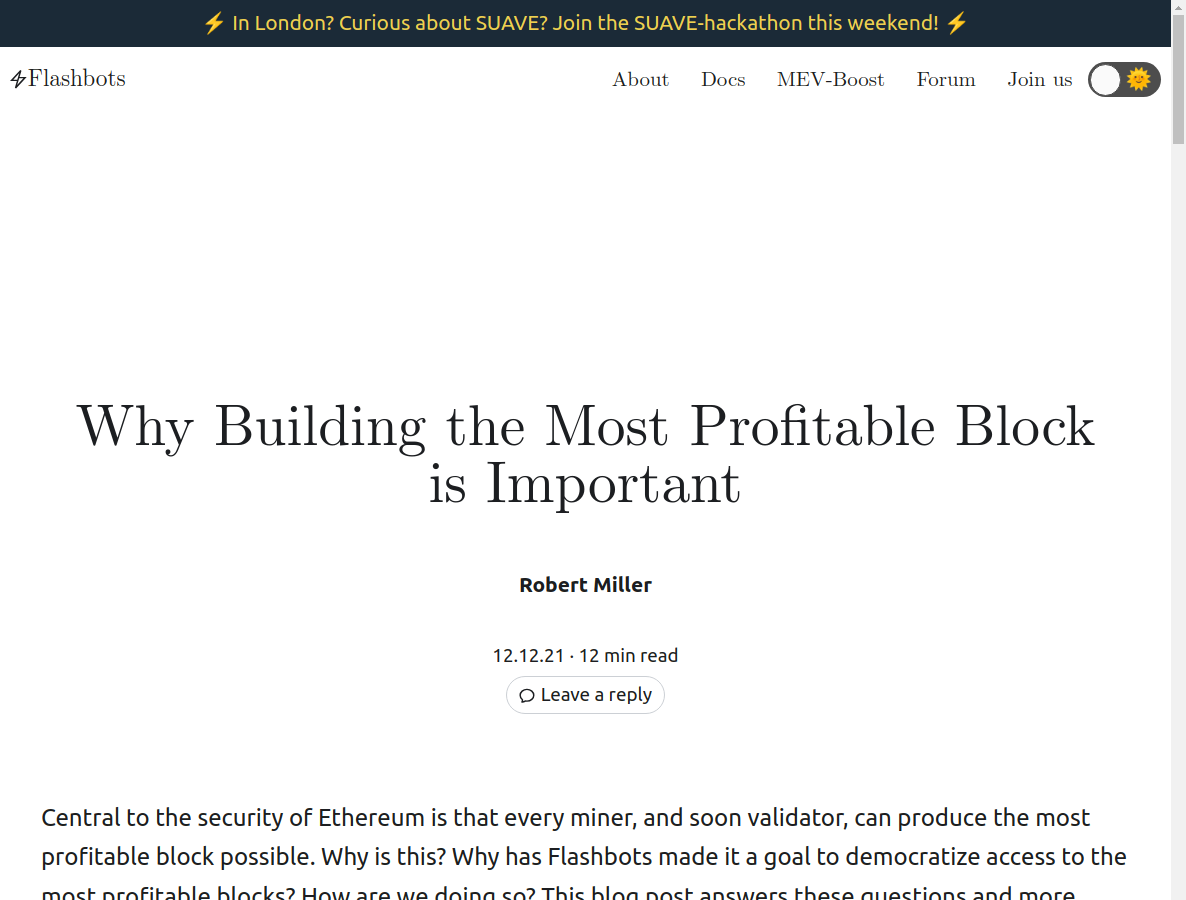 ⚡ In London? Curious about SUAVE? Join the SUAVE-hackathon this weekend! ⚡
Flashbots About Docs MEV-Boost Forum Join us
Why Building the Most Profitable Block
is Important
Robert Miller
12.12.21 · 12 min read
Leave a reply
Central to the security of Ethereum is that every miner, and soon validator, can produce the most
profitable block possible. Why is this? Why has Flashbots made it a goal to democratize access to the
most profitable blocks? How are we doing so? This blog post answers these questions and more.